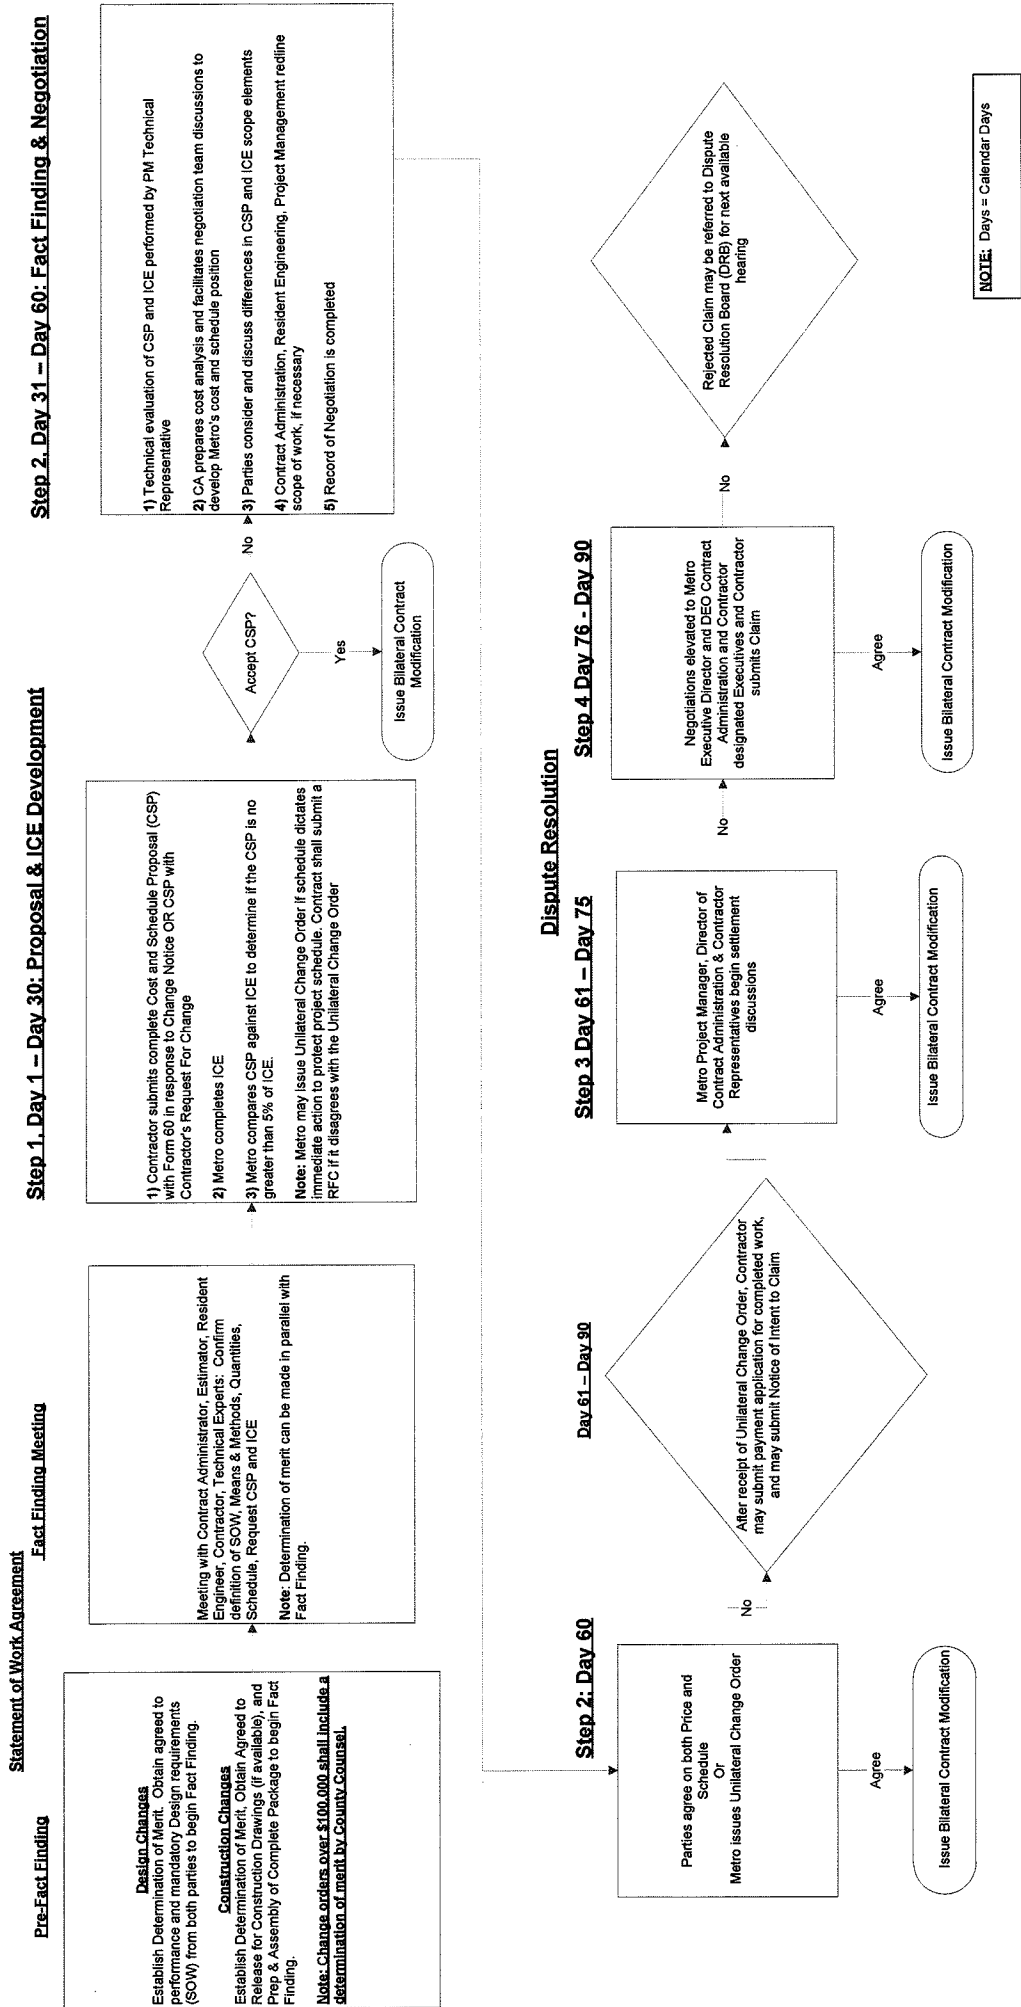 Statement of Work Agreement
Pre-Fact Finding
Design Changes
Establish Determination of Merit. Obtain agreed to
performance and mandatory Design requirements
(SOW) from both parties to begin Fact Finding.
Construction Changes
Establish Determination of Merit, Obtain Agreed to
Release for Construction Drawings (if available), and
Prep & Assembly of Complete Package to begin Fact
Finding.
Note: Change orders over $100,000 shall include a
determination of merit by County Counsel.
Fact Finding Meeting
Meeting with Contract Administrator, Estimator, Resident
Engineer, Contractor, Technical Experts: Confirm
definition of SOW, Means & Methods, Quantities,
Schedule, Request CSP and ICE
Note: Determination of merit can be made in parallel with
Fact Finding.
Step 1, Day 1 – Day 30: Proposal & ICE Development
1) Contractor submits complete Cost and Schedule Proposal (CSP)
with Form 60 in response to Change Notice OR CSP with
Contractor's Request For Change
2) Metro completes ICE
3) Metro compares CSP against ICE to determine if the CSP is no
greater than 5% of ICE.
Note: Metro may issue Unilateral Change Order if schedule dictates
immediate action to protect project schedule. Contract shall submit a
RFC if it disagrees with the Unilateral Change Order
Accept CSP?
No
Yes
Issue Bilateral Contract
Modification
Step 2, Day 31 – Day 60: Fact Finding & Negotiation
1) Technical evaluation of CSP and ICE performed by PM Technical
Representative
2) CA prepares cost analysis and facilitates negotiation team discussions to
develop Metro's cost and schedule position
3) Parties consider and discuss differences in CSP and ICE scope elements
4) Contract Administration, Resident Engineering, Project Management redline
scope of work, if necessary
5) Record of Negotiation is completed
Step 2: Day 60
Parties agree on both Price and
Schedule
Or
Metro issues Unilateral Change Order
Agree
Issue Bilateral Contract Modification
No
Day 61 – Day 90
After receipt of Unilateral Change Order, Contractor
may submit payment application for completed work,
and may submit Notice of Intent to Claim
Dispute Resolution
Step 3 Day 61 – Day 75
Metro Project Manager, Director of
Contract Administration & Contractor
Representatives begin settlement
discussions
Agree
Issue Bilateral Contract Modification
No
Step 4 Day 76 - Day 90
Negotiations elevated to Metro
Executive Director and DEO Contract
Administration and Contractor
designated Executives and Contractor
submits Claim
Agree
Issue Bilateral Contract Modification
No
Rejected Claim may be referred to Dispute
Resolution Board (DRB) for next available
hearing
NOTE: Days = Calendar Days